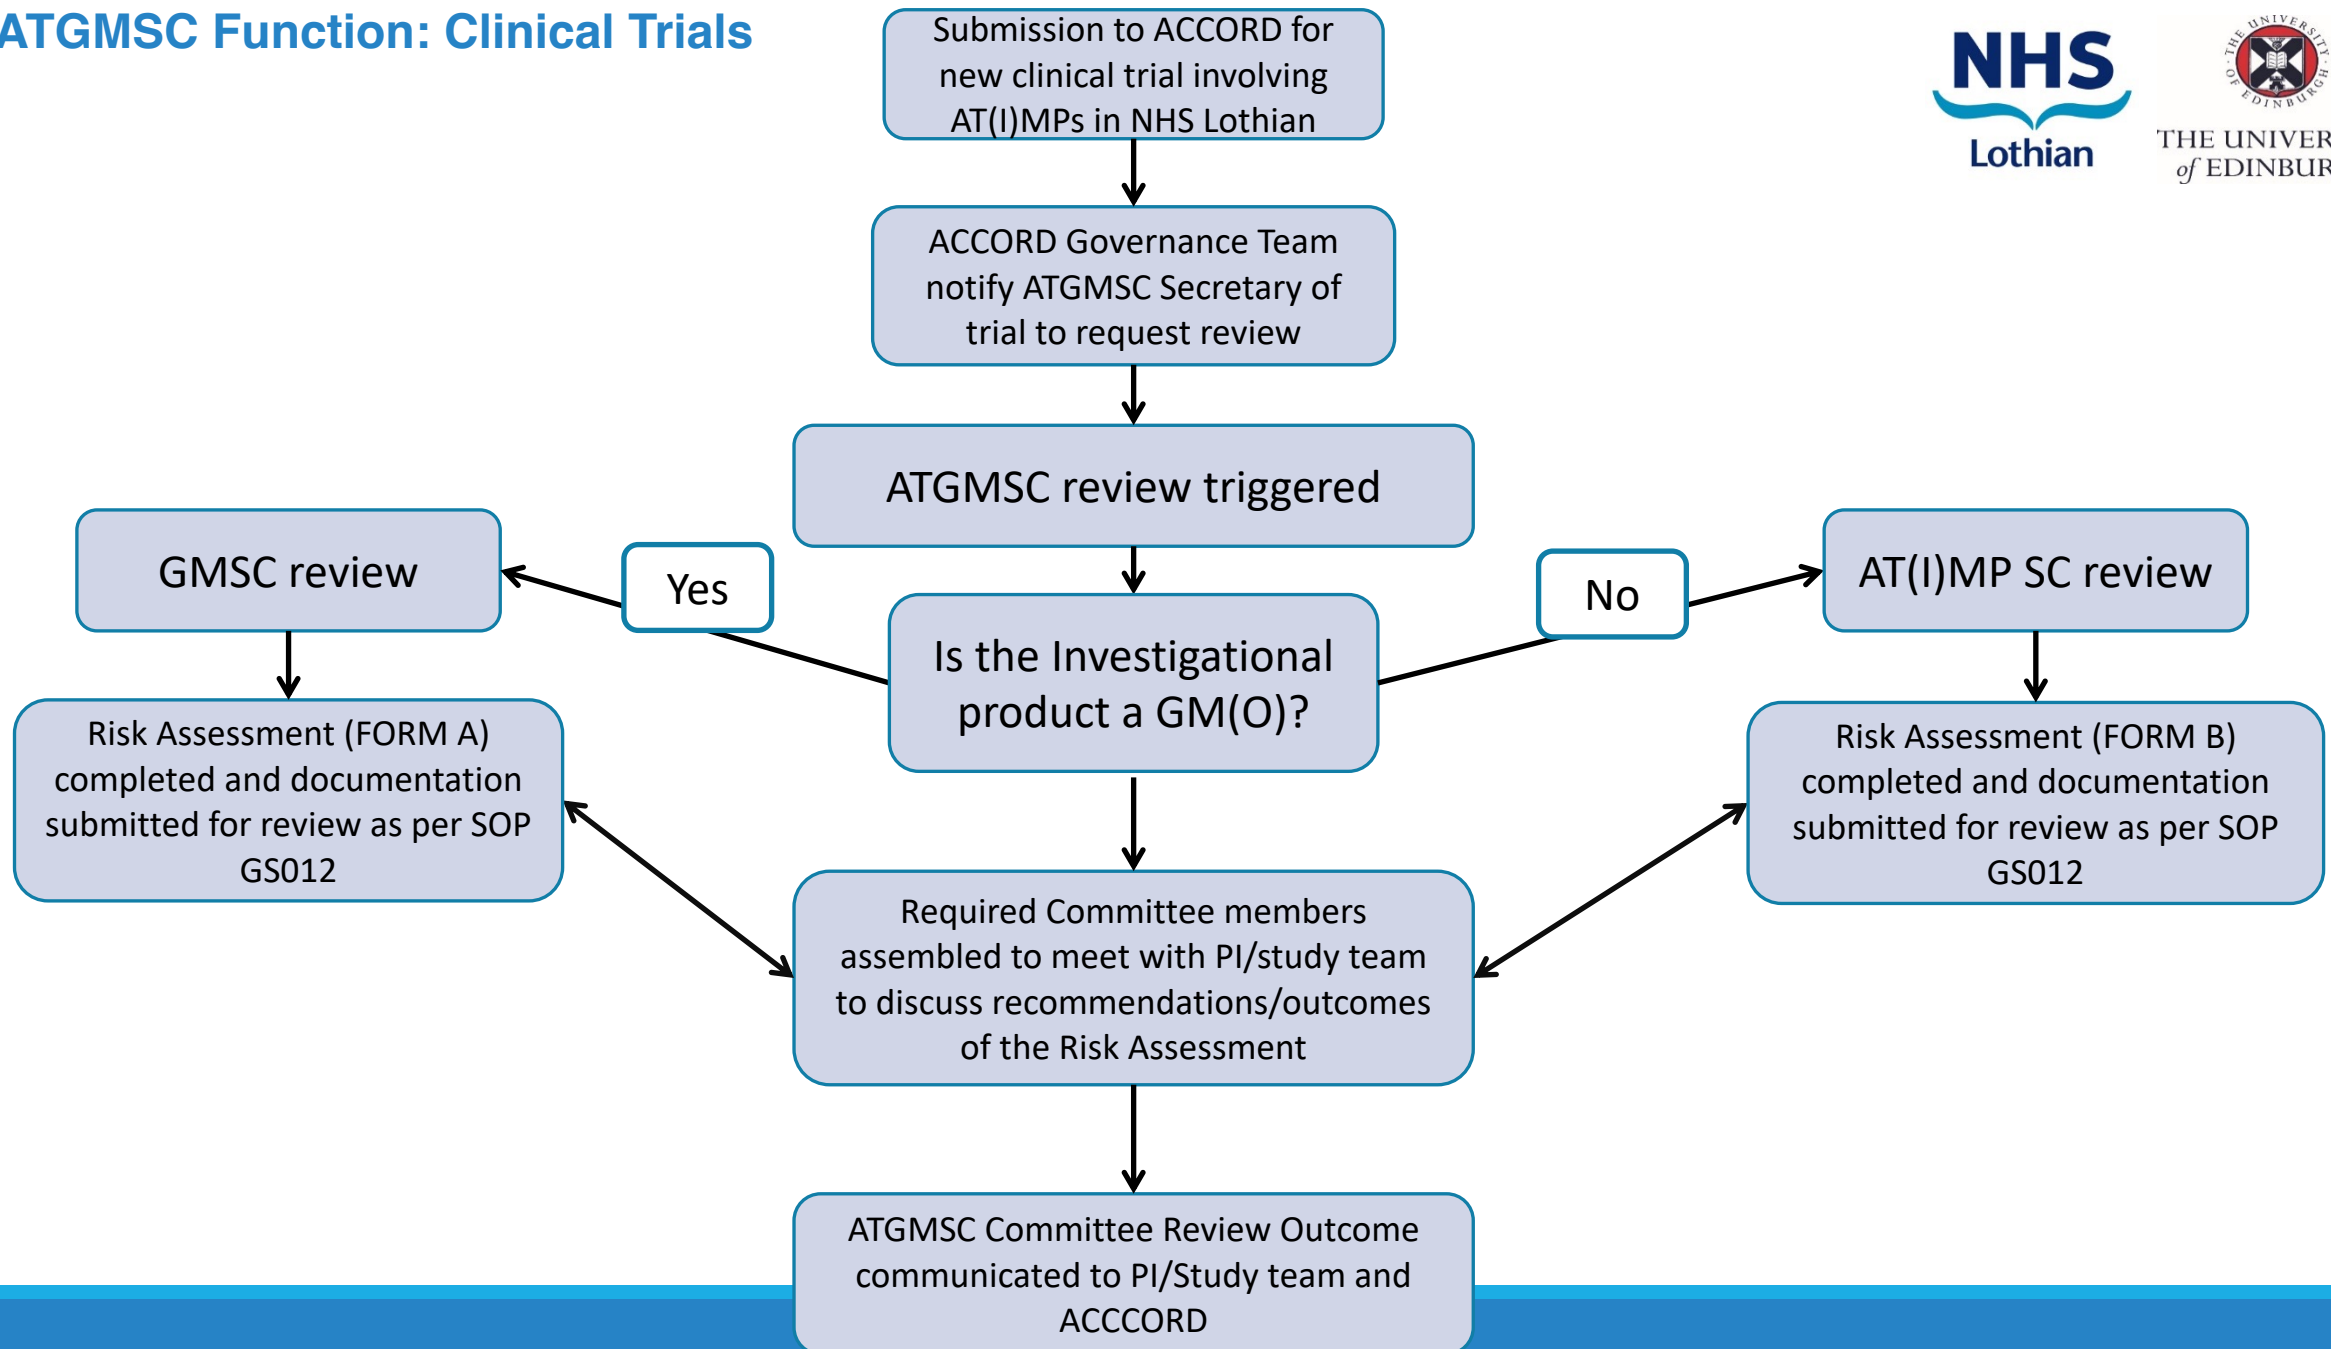 ATGMSC Function: Clinical Trials
Submission to ACCORD for
new clinical trial involving
AT(I)MPs in NHS Lothian
NHS
Lothian
THE UNIVERSITY OF EDINBURGH
THE UNIVER
of EDINBUR
ACCORD Governance Team
notify ATGMSC Secretary of
trial to request review
ATGMSC review triggered
GMSC review
Yes
No
AT(I)MP SC review
Is the Investigational
product a GM(O)?
Risk Assessment (FORM A)
completed and documentation
submitted for review as per SOP
GS012
Risk Assessment (FORM B)
completed and documentation
submitted for review as per SOP
GS012
Required Committee members
assembled to meet with PI/study team
to discuss recommendations/outcomes
of the Risk Assessment
ATGMSC Committee Review Outcome
communicated to PI/Study team and
ACCCORD